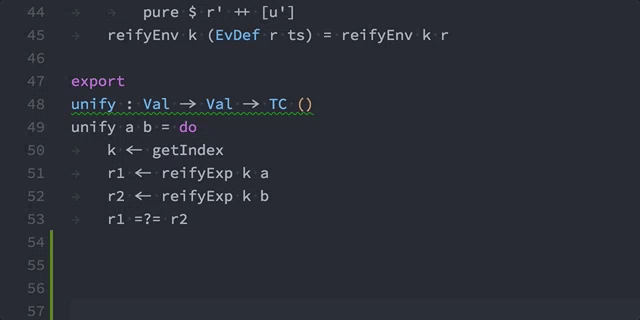 44 → → pure $ r' ++ [u']
45 → reifyEnv k (EvDef r ts) = reifyEnv k r
46
47 export
48 unify : Val → Val → TC ()
49 unify a b = do
50 → k ← getIndex
51 → r1 ← reifyExp k a
52 → r2 ← reifyExp k b
53 → r1 =?= r2
54
55
56
57